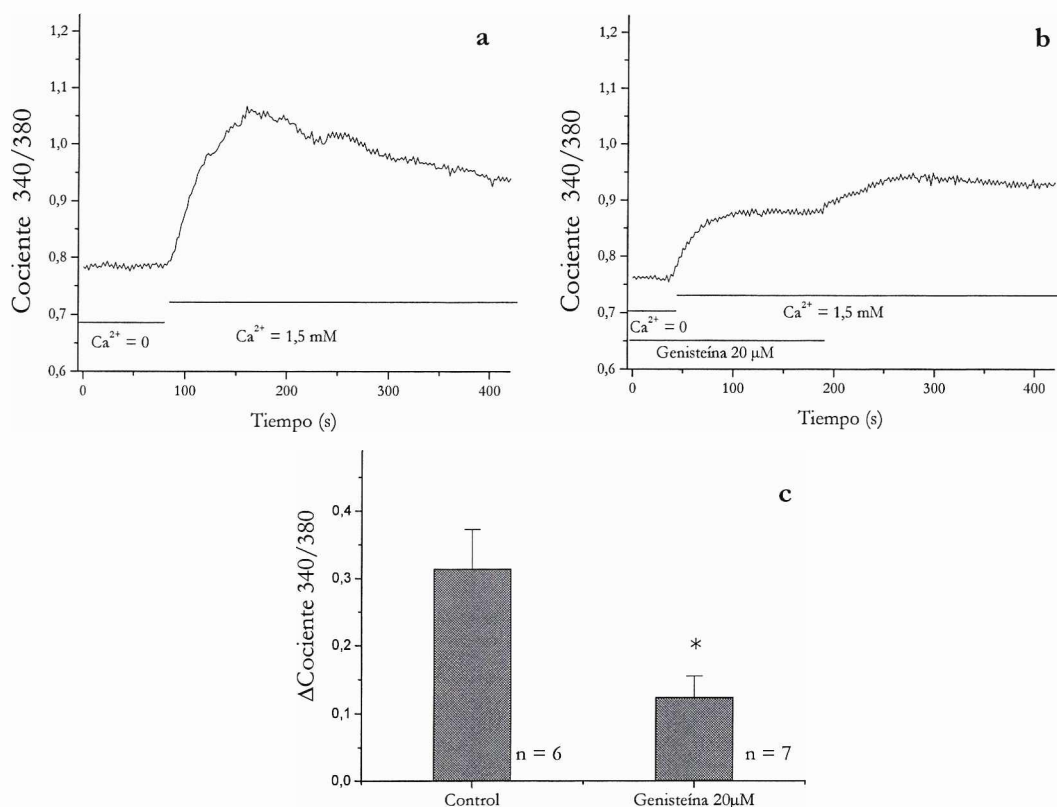 a
1,2
1,1
1,0
0,9
0,8
0,7
0,6
Cociente 340/380
Ca²⁺ = 0
Ca²⁺ = 1,5 mM
0
100
200
300
400
Tiempo (s)
b
1,2
1,1
1,0
0,9
0,8
0,7
0,6
Cociente 340/380
Ca²⁺ = 0
Ca²⁺ = 1,5 mM
Genisteína 20 µM
0
100
200
300
400
Tiempo (s)
c
0,4
0,3
0,2
0,1
0,0
ΔCociente 340/380
*
n = 6
n = 7
Control
Genisteína 20µM